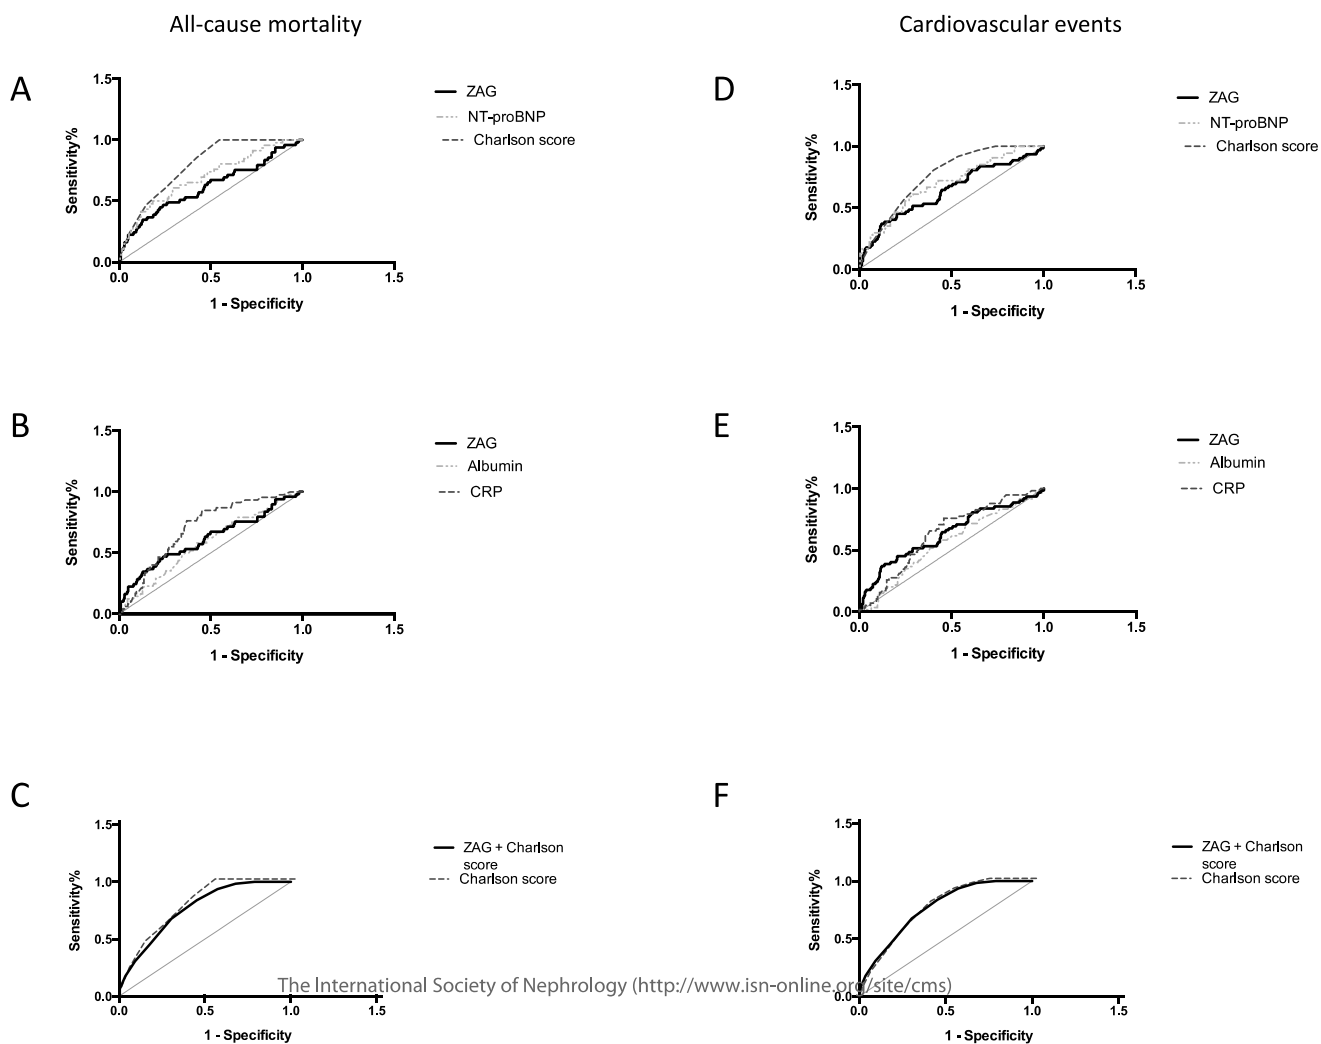 All-cause mortality
Cardiovascular events
A
1.5
1.0
0.5
0.0
Sensitivity%
0.0 0.5 1.0 1.5
1 - Specificity
ZAG
NT-proBNP
Charlson score
D
1.5
1.0
0.5
0.0
Sensitivity%
0.0 0.5 1.0 1.5
1 - Specificity
ZAG
NT-proBNP
Charlson score
B
1.5
1.0
0.5
0.0
Sensitivity%
0.0 0.5 1.0 1.5
1 - Specificity
ZAG
Albumin
CRP
E
1.5
1.0
0.5
0.0
Sensitivity%
0.0 0.5 1.0 1.5
1 - Specificity
ZAG
Albumin
CRP
C
1.5
1.0
0.5
0.0
Sensitivity%
0.0 0.5 1.0 1.5
1 - Specificity
ZAG + Charlson
score
Charlson score
F
1.5
1.0
0.5
0.0
Sensitivity%
0.0 0.5 1.0 1.5
1 - Specificity
ZAG + Charlson
score
Charlson score
The International Society of Nephrology (http://www.isn-online.org/site/cms)